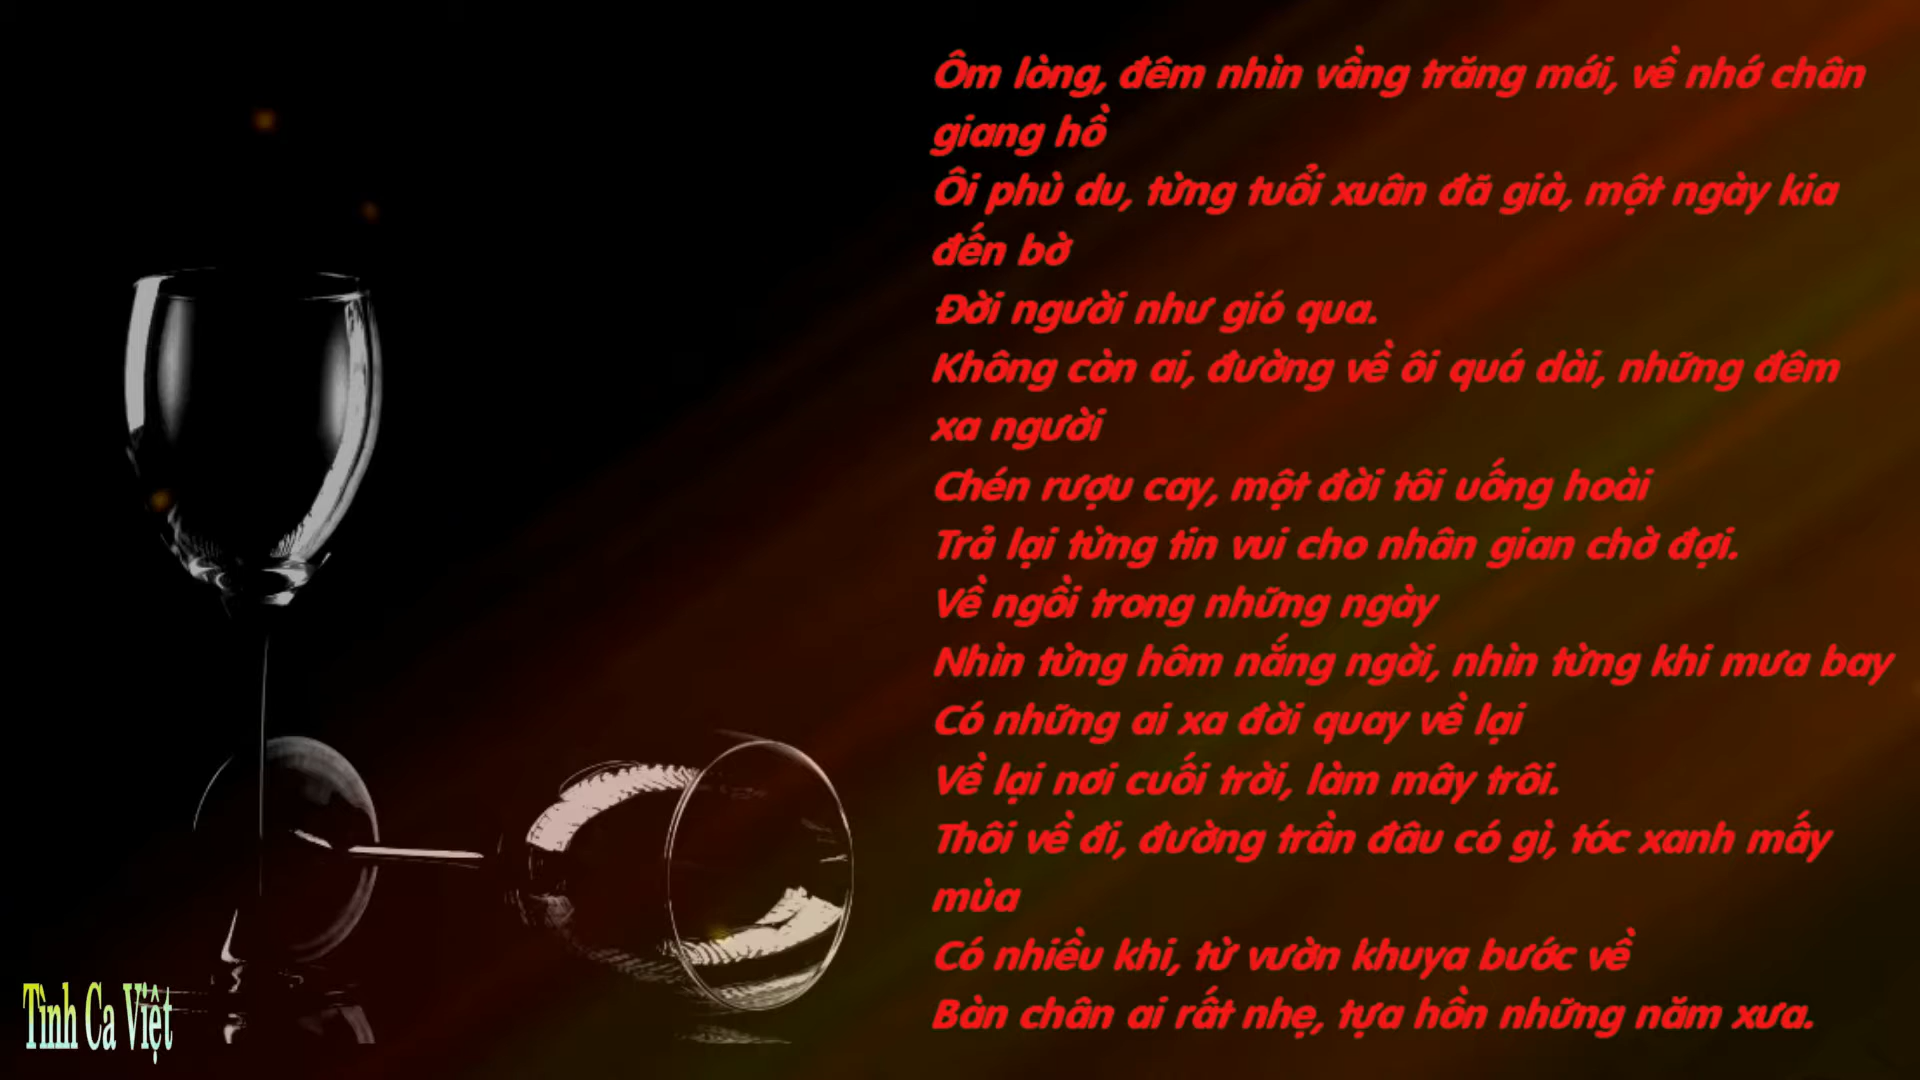 Ôm lòng, đêm nhìn vầng trăng mới, về nhớ chân
giang hồ
Ôi phù du, từng tuổi xuân đã già, một ngày kia
đến bờ
Đời người như gió qua.
Không còn ai, đường về ôi quá dài, những đêm
xa người
Chén rượu cay, một đời tôi uống hoài
Trả lại từng tin vui cho nhân gian chờ đợi.
Về ngồi trong những ngày
Nhìn từng hôm nắng ngời, nhìn từng khi mưa bay
Có những ai xa đời quay về lại
Về lại nơi cuối trời, làm mây trôi.
Thôi về đi, đường trần đâu có gì, tóc xanh mấy
mùa
Có nhiều khi, từ vườn khuya bước về
Bàn chân ai rất nhẹ, tựa hồn những năm xưa.
Tình Ca Việt